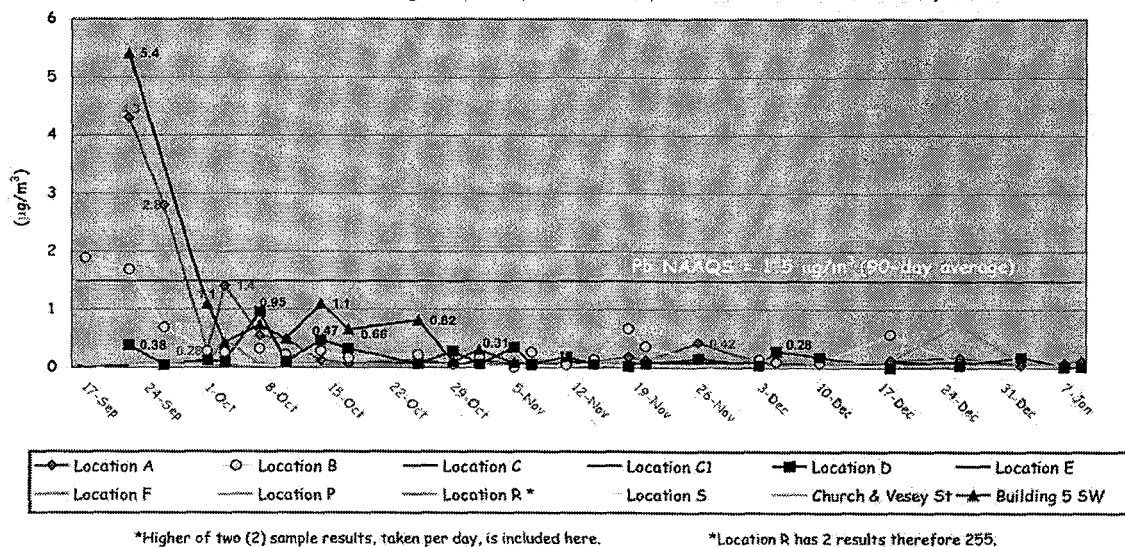 6
5
4
3
2
1
0
(µg/m³)
5.4
4.3
2.8
1.1
1.4
0.28
0.38
0.95
0.47
1.1
0.66
0.82
0.31
0.42
0.28
Pb NAAQS = 1.5 ug/m³ (90-day average)
17-Sep
24-Sep
1-Oct
8-Oct
15-Oct
22-Oct
29-Oct
5-Nov
12-Nov
19-Nov
26-Nov
3-Dec
10-Dec
17-Dec
24-Dec
31-Dec
7-Jan
Location A Location B Location C Location C1 Location D Location E
Location F Location P Location R * Location S Church & Vesey St Building 5 SW
*Higher of two (2) sample results, taken per day, is included here. *Location R has 2 results therefore 255.